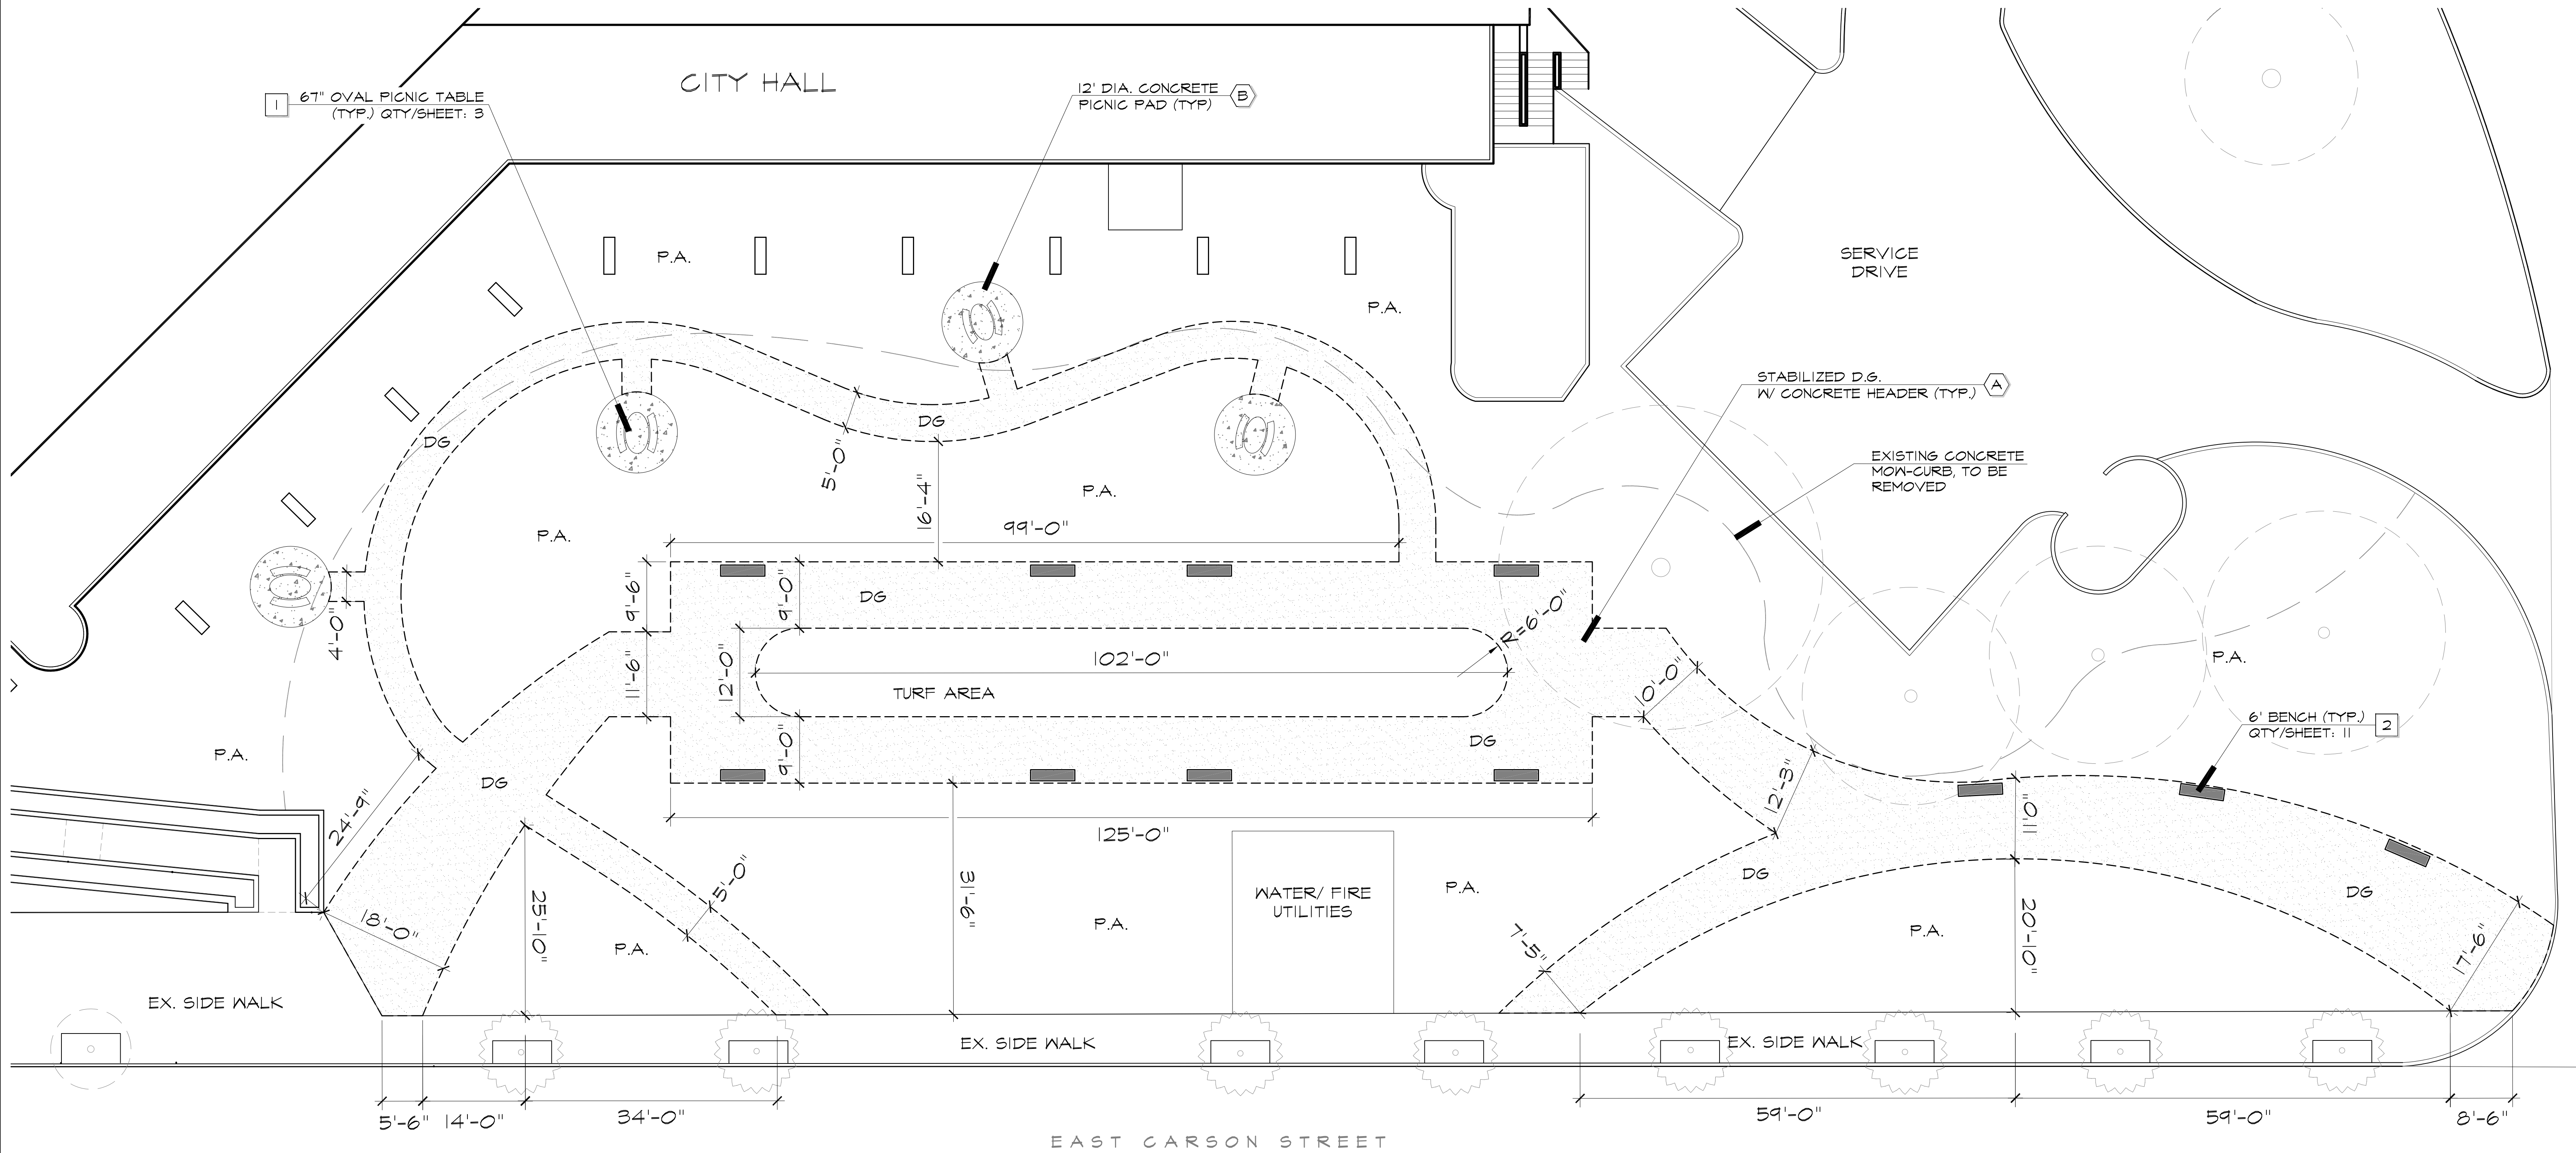 CITY HALL
1
67" OVAL PICNIC TABLE
(TYP.) QTY/SHEET: 3
12' DIA. CONCRETE
PICNIC PAD (TYP)
B
P.A.
P.A.
SERVICE
DRIVE
STABILIZED D.G.
W/ CONCRETE HEADER (TYP.)
A
EXISTING CONCRETE
MOW-CURB, TO BE
REMOVED
DG
DG
5'-0"
16'-4"
P.A.
P.A.
99'-0"
4'-0"
9'-6"
11'-6"
9'-0"
DG
12'-0"
102'-0"
R=6'-0"
TURF AREA
9'-0"
DG
10'-0"
12'-3"
P.A.
6' BENCH (TYP.)
QTY/SHEET: 11
2
P.A.
DG
24'-9"
18'-0"
25'-10"
5'-0"
P.A.
125'-0"
31'-6"
P.A.
WATER/ FIRE
UTILITIES
P.A.
DG
11'0"
DG
7'-5"
P.A.
20'-10"
17'-6"
EX. SIDE WALK
EX. SIDE WALK
EX. SIDE WALK
5'-6"
14'-0"
34'-0"
59'-0"
59'-0"
8'-6"
EAST CARSON STREET